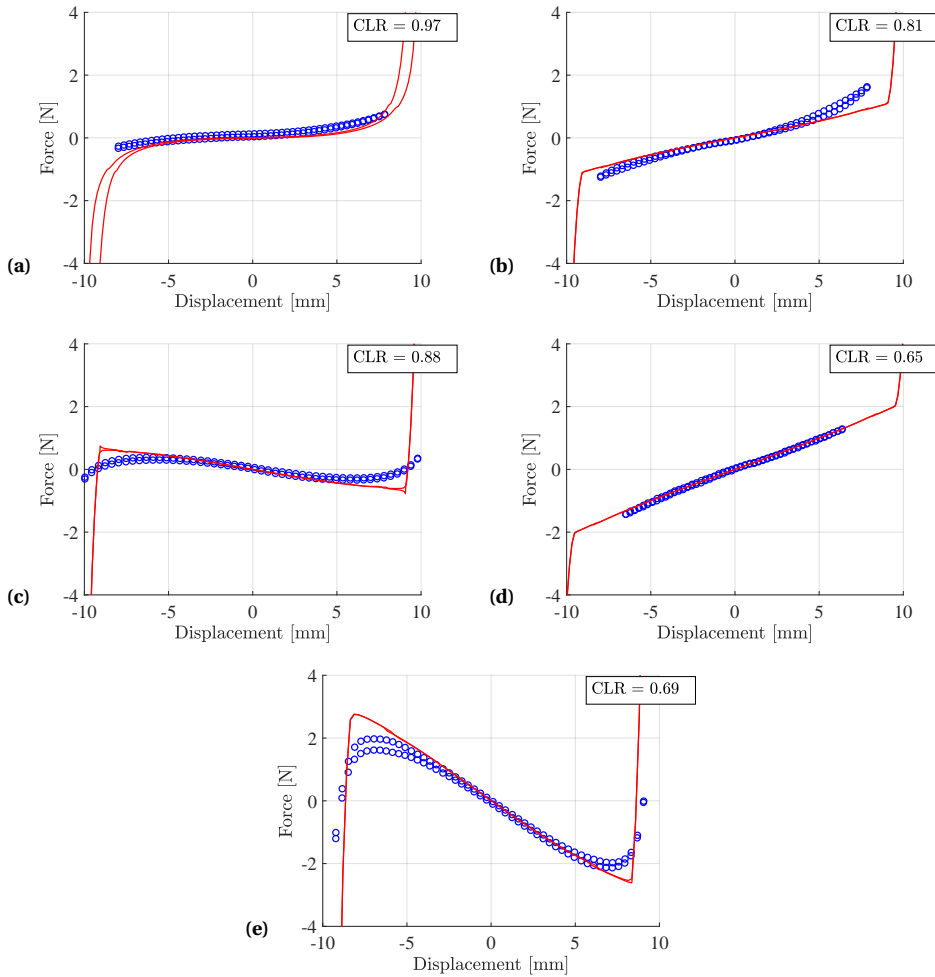 CLR = 0.97
4
2
0
-2
-4
Force [N]
-10
-5
0
5
10
Displacement [mm]
(a)
CLR = 0.81
4
2
0
-2
-4
Force [N]
-10
-5
0
5
10
Displacement [mm]
(b)
CLR = 0.88
4
2
0
-2
-4
Force [N]
-10
-5
0
5
10
Displacement [mm]
(c)
CLR = 0.65
4
2
0
-2
-4
Force [N]
-10
-5
0
5
10
Displacement [mm]
(d)
CLR = 0.69
4
2
0
-2
-4
Force [N]
-10
-5
0
5
10
Displacement [mm]
(e)